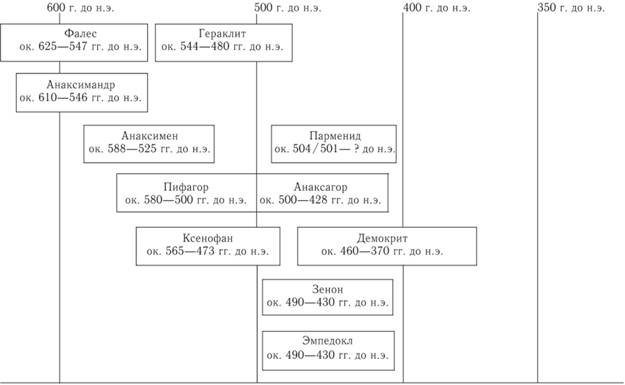 600 г. до н.э. 500 г. до н.э. 400 г. до н.э. 350 г. до н.э.
Фалес
ок. 625—547 гг. до н.э.
Гераклит
ок. 544—480 гг. до н.э.
Анаксимандр
ок. 610—546 гг. до н.э.
Анаксимен
ок. 588—525 гг. до н.э.
Парменид
ок. 504/501— ? до н.э.
Пифагор
ок. 580—500 гг. до н.э.
Анаксагор
ок. 500—428 гг. до н.э.
Ксенофан
ок. 565—473 гг. до н.э.
Демокрит
ок. 460—370 гг. до н.э.
Зенон
ок. 490—430 гг. до н.э.
Эмпедокл
ок. 490—430 гг. до н.э.